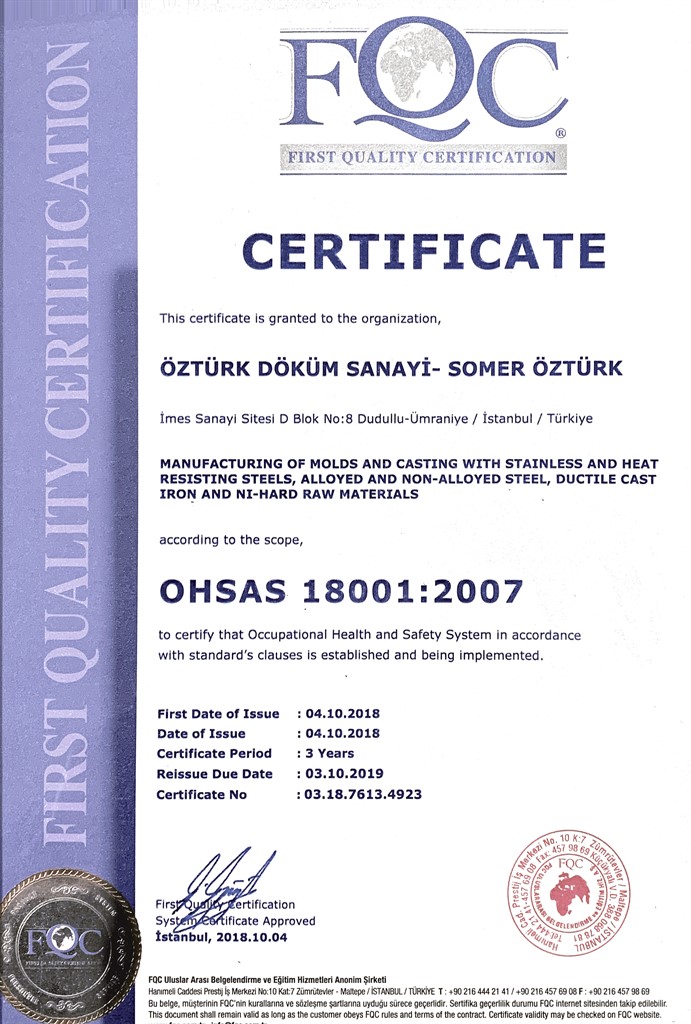 FQC
®
FIRST QUALITY CERTIFICATION
FIRST QUALITY CERTIFICATION
CERTIFICATE
This certificate is granted to the organization,
ÖZTÜRK DÖKÜM SANAYİ- SOMER ÖZTÜRK
İmes Sanayi Sitesi D Blok No:8 Dudullu-Ümraniye / İstanbul / Türkiye
MANUFACTURING OF MOLDS AND CASTING WITH STAINLESS AND HEAT
RESISTING STEELS, ALLOYED AND NON-ALLOYED STEEL, DUCTILE CAST
IRON AND NI-HARD RAW MATERIALS
according to the scope,
OHSAS 18001:2007
to certify that Occupational Health and Safety System in accordance
with standard's clauses is established and being implemented.
First Date of Issue : 04.10.2018
Date of Issue : 04.10.2018
Certificate Period : 3 Years
Reissue Due Date : 03.10.2019
Certificate No : 03.18.7613.4923
First Quality Certification
System Certificate Approved
İstanbul, 2018.10.04
FQC
FQC
FQC Uluslar Arası Belgelendirme ve Eğitim Hizmetleri Anonim Şirketi
Hanımeli Caddesi Prestij İş Merkezi No:10 Kat:7 Zümrütevler - Maltepe / İSTANBUL / TÜRKİYE T : +90 216 444 21 41 / +90 216 457 69 08 F : +90 216 457 98 69
Bu belge, müşterinin FQC'nin kurallarına ve sözleşme şartlarına uyduğu sürece geçerlidir. Sertifika geçerlilik durumu FQC internet sitesinden takip edilebilir.
This document shall remain valid as long as the customer obeys FQC rules and terms of the contract. Certificate validity may be checked on FQC website.